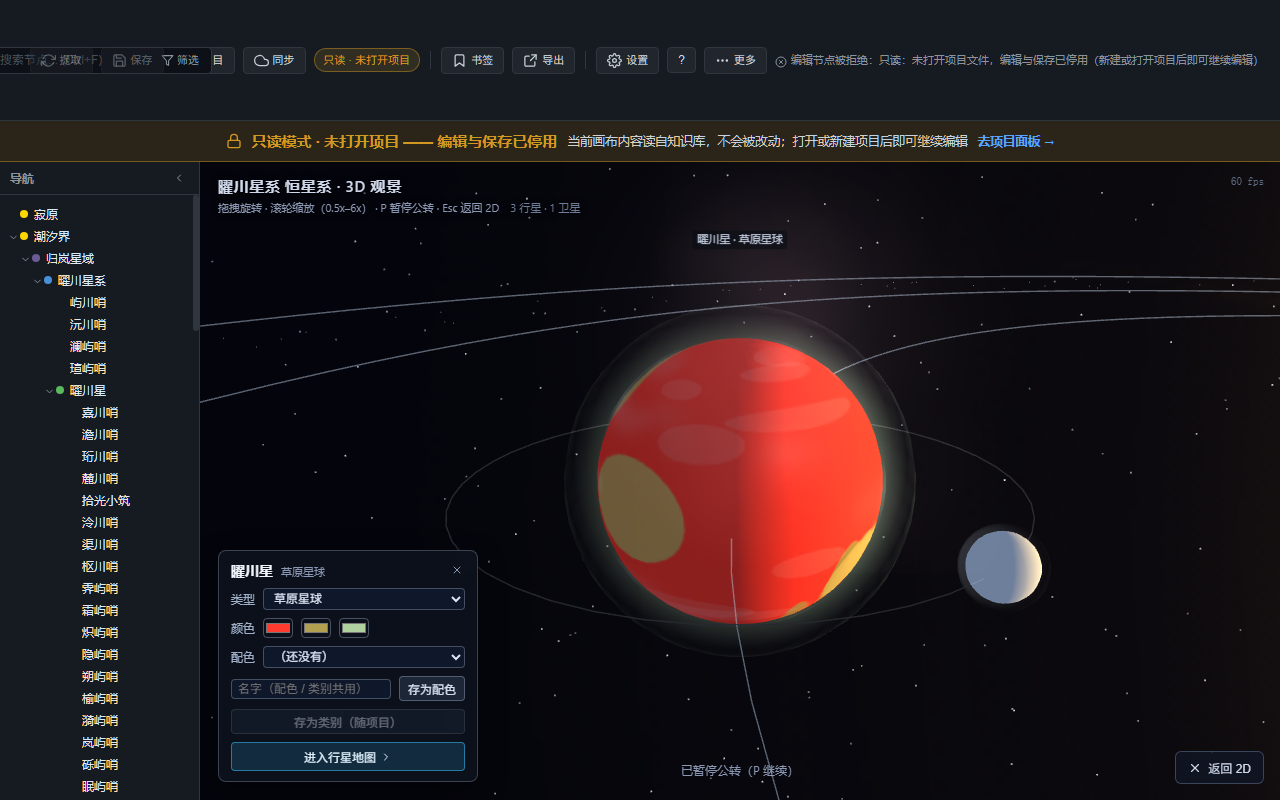 搜索节点 (Ctrl+F) 提取 保存 筛选 目 同步 只读 · 未打开项目 书签 导出 设置 ? 更多 编辑节点被拒绝：只读：未打开项目文件，编辑与保存已停用（新建或打开项目后即可继续编辑）
只读模式 · 未打开项目 —— 编辑与保存已停用 当前画布内容读自知识库，不会被改动；打开或新建项目后即可继续编辑 去项目面板 →
导航
寂原
潮汐界
归岚星域
曜川星系
屿川哨
沅川哨
澜屿哨
瑄屿哨
曜川星
嘉川哨
澹川哨
珩川哨
麓川哨
拾光小筑
泠川哨
渠川哨
枢川哨
霁屿哨
霜屿哨
炽屿哨
隐屿哨
朔屿哨
榆屿哨
漪屿哨
岚屿哨
砾屿哨
眠屿哨
曜川星系 恒星系 · 3D 观景
拖拽旋转 · 滚轮缩放（0.5x–6x） · P 暂停公转 · Esc 返回 2D 3 行星 · 1 卫星
60 fps
曜川星 · 草原星球
曜川星 草原星球
类型 草原星球
颜色
配色 （还没有）
名字（配色 / 类别共用） 存为配色
存为类别（随项目）
进入行星地图
已暂停公转（P 继续）
返回 2D